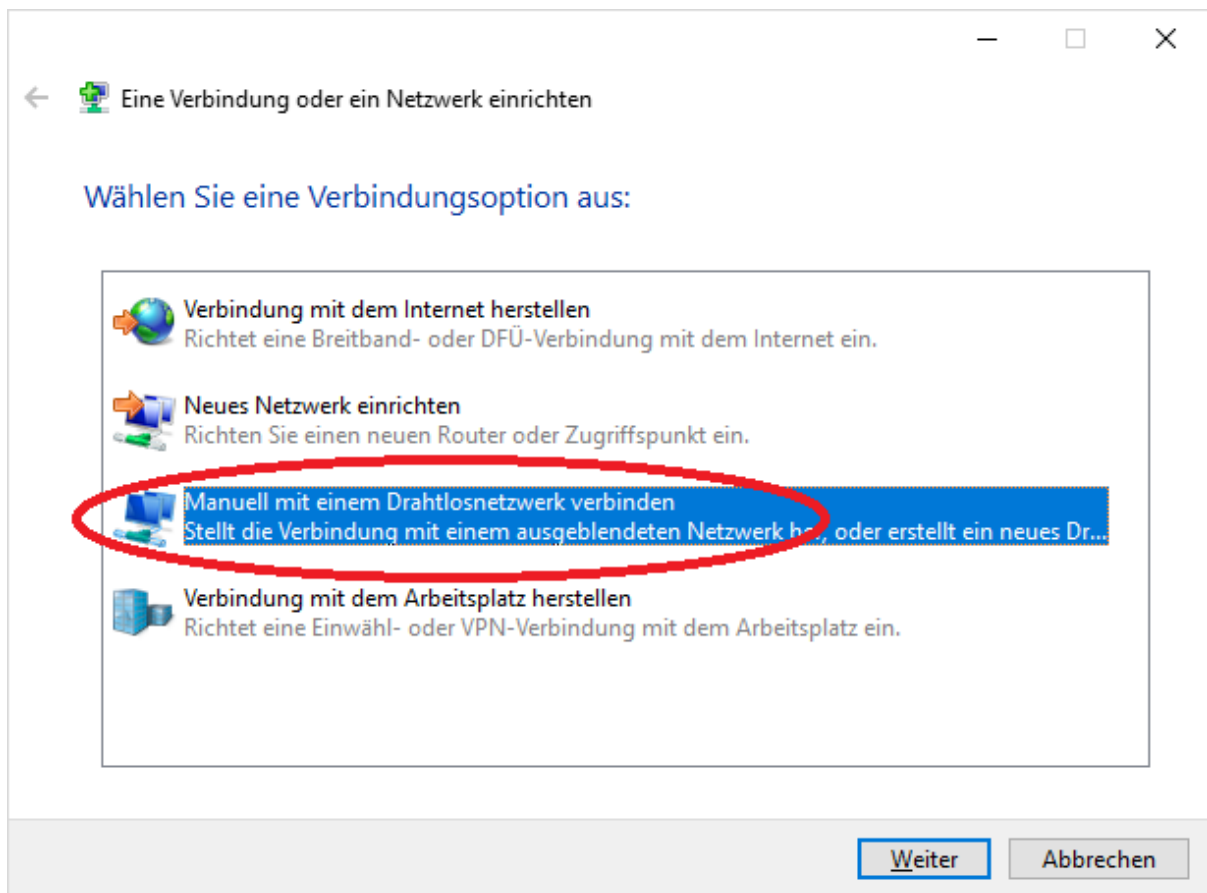 Eine Verbindung oder ein Netzwerk einrichten
Wählen Sie eine Verbindungsoption aus:
Verbindung mit dem Internet herstellen
Richtet eine Breitband- oder DFÜ-Verbindung mit dem Internet ein.
Neues Netzwerk einrichten
Richten Sie einen neuen Router oder Zugriffspunkt ein.
Manuell mit einem Drahtlosnetzwerk verbinden
Stellt die Verbindung mit einem ausgeblendeten Netzwerk her, oder erstellt ein neues Dr...
Verbindung mit dem Arbeitsplatz herstellen
Richtet eine Einwähl- oder VPN-Verbindung mit dem Arbeitsplatz ein.
Weiter Abbrechen